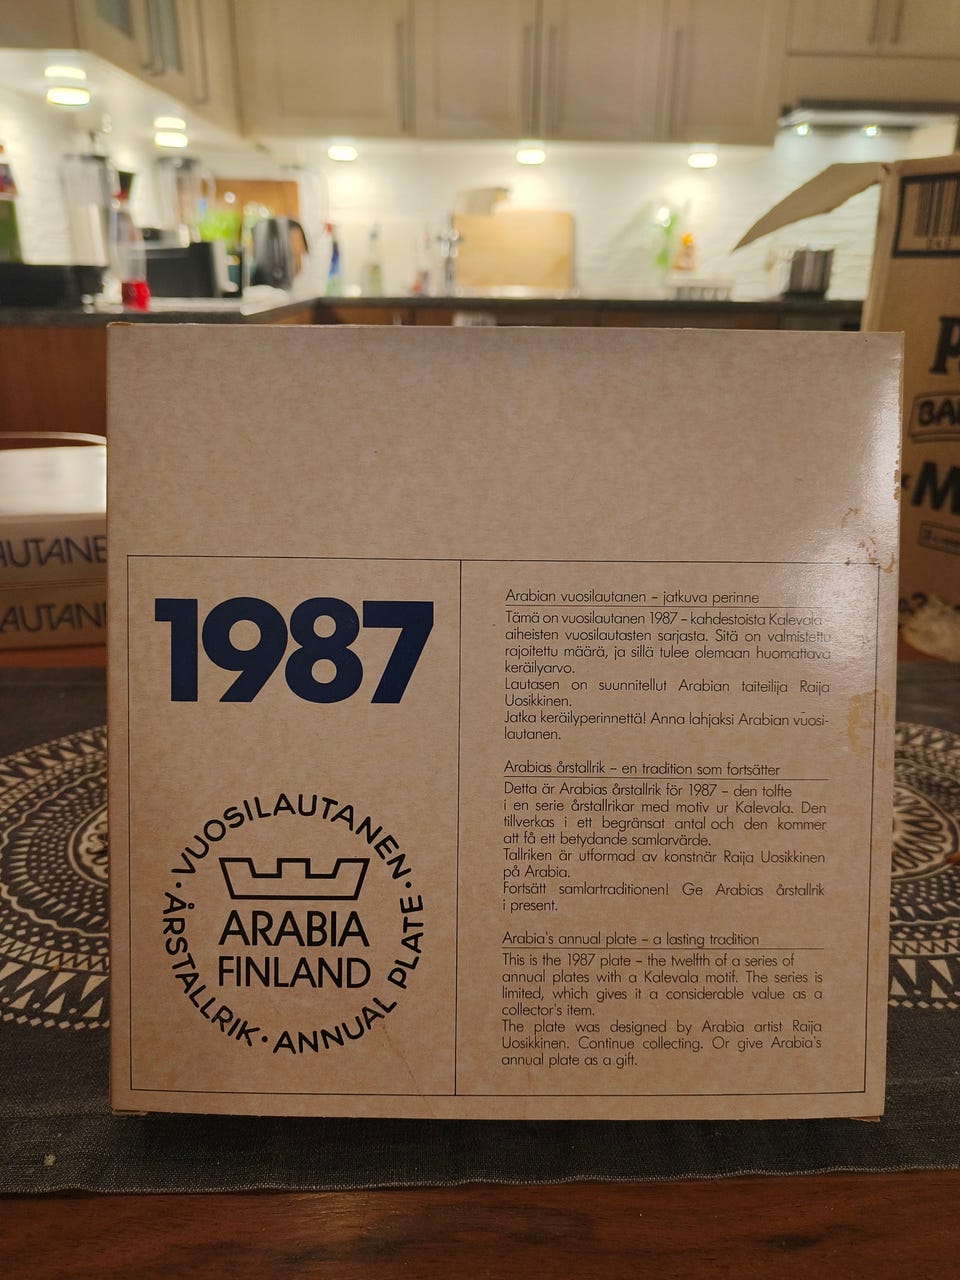 AUTANE
AUTANI
P
BA
M
1987
· VUOSILAUTANEN · ÅRSTALLRIK · ANNUAL PLATE
ARABIA
FINLAND
Arabian vuosilautanen – jatkuva perinne
Tämä on vuosilautanen 1987 – kahdestoista Kalevala-
aiheisten vuosilautasten sarjasta. Sitä on valmistettu
rajoitettu määrä, ja sillä tulee olemaan huomattava
keräilyarvo.
Lautasen on suunnitellut Arabian taiteilija Raija
Uosikkinen.
Jatka keräilyperinnettä! Anna lahjaksi Arabian vuosi-
lautanen.
Arabias årstallrik – en tradition som fortsätter
Detta är Arabias årstallrik för 1987 – den tolfte
i en serie årstallrikar med motiv ur Kalevala. Den
tillverkas i ett begränsat antal och den kommer
att få ett betydande samlarvärde.
Tallriken är utformad av konstnär Raija Uosikkinen
på Arabia.
Fortsätt samlartraditionen! Ge Arabias årstallrik
i present.
Arabia's annual plate – a lasting tradition
This is the 1987 plate – the twelfth of a series of
annual plates with a Kalevala motif. The series is
limited, which gives it a considerable value as a
collector's item.
The plate was designed by Arabia artist Raija
Uosikkinen. Continue collecting. Or give Arabia's
annual plate as a gift.